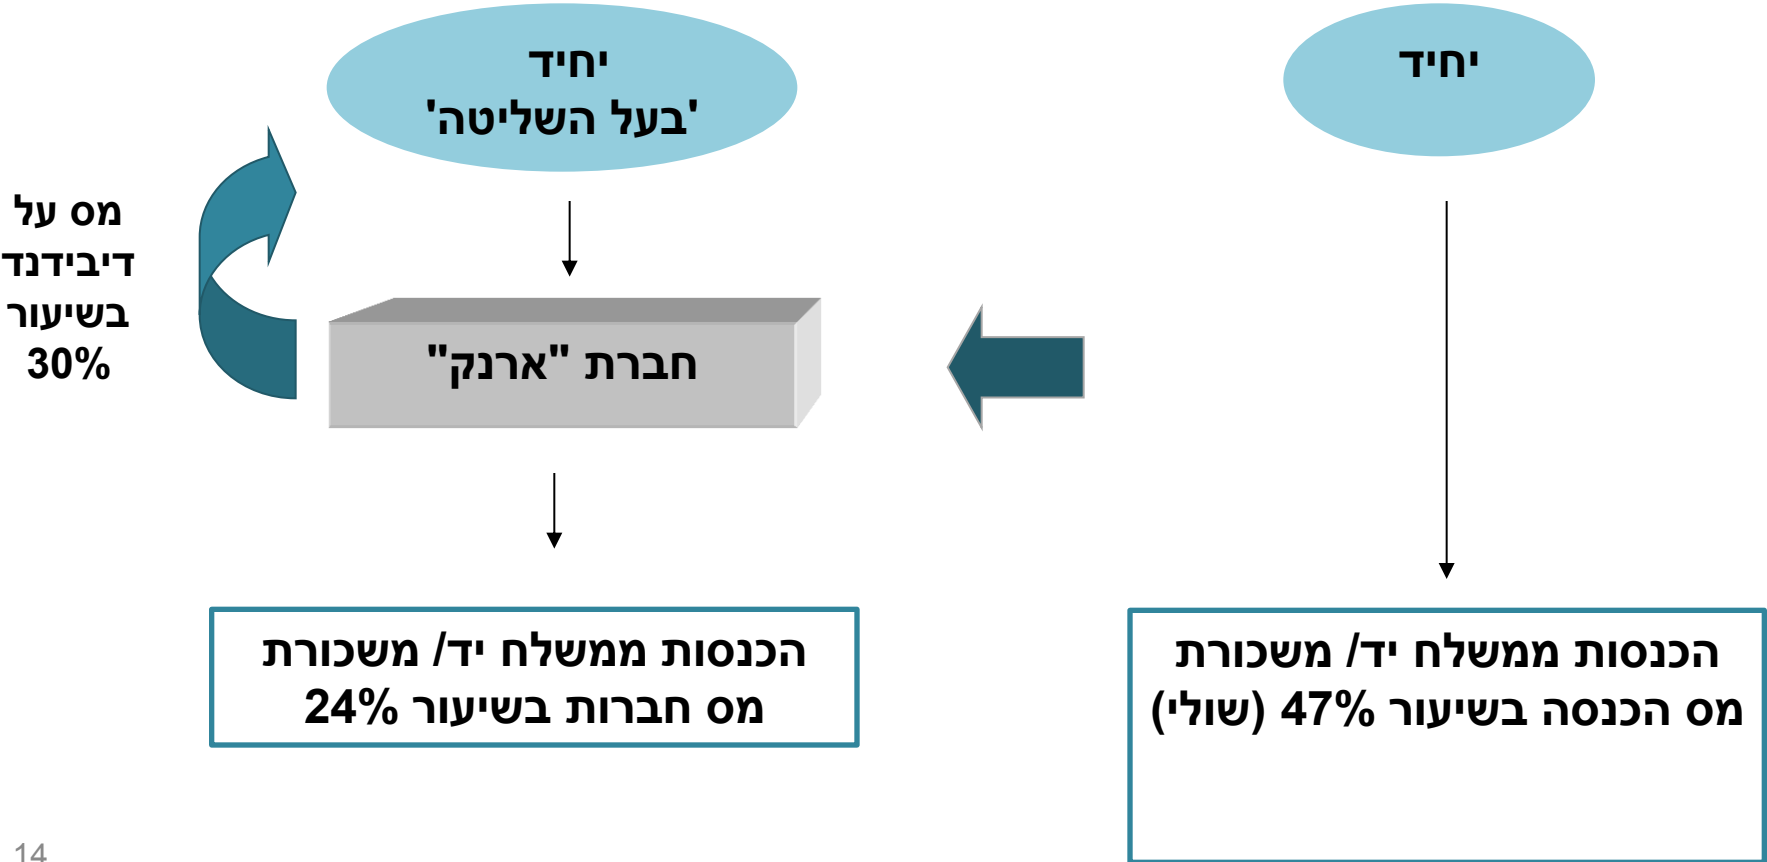 יחיד
יחיד
'בעל השליטה'
מס על
דיבידנד
בשיעור
30%
חברת "ארנק"
הכנסות ממשלח יד/ משכורת
מס הכנסה בשיעור 47% (שולי)
הכנסות ממשלח יד/ משכורת
מס חברות בשיעור 24%
14